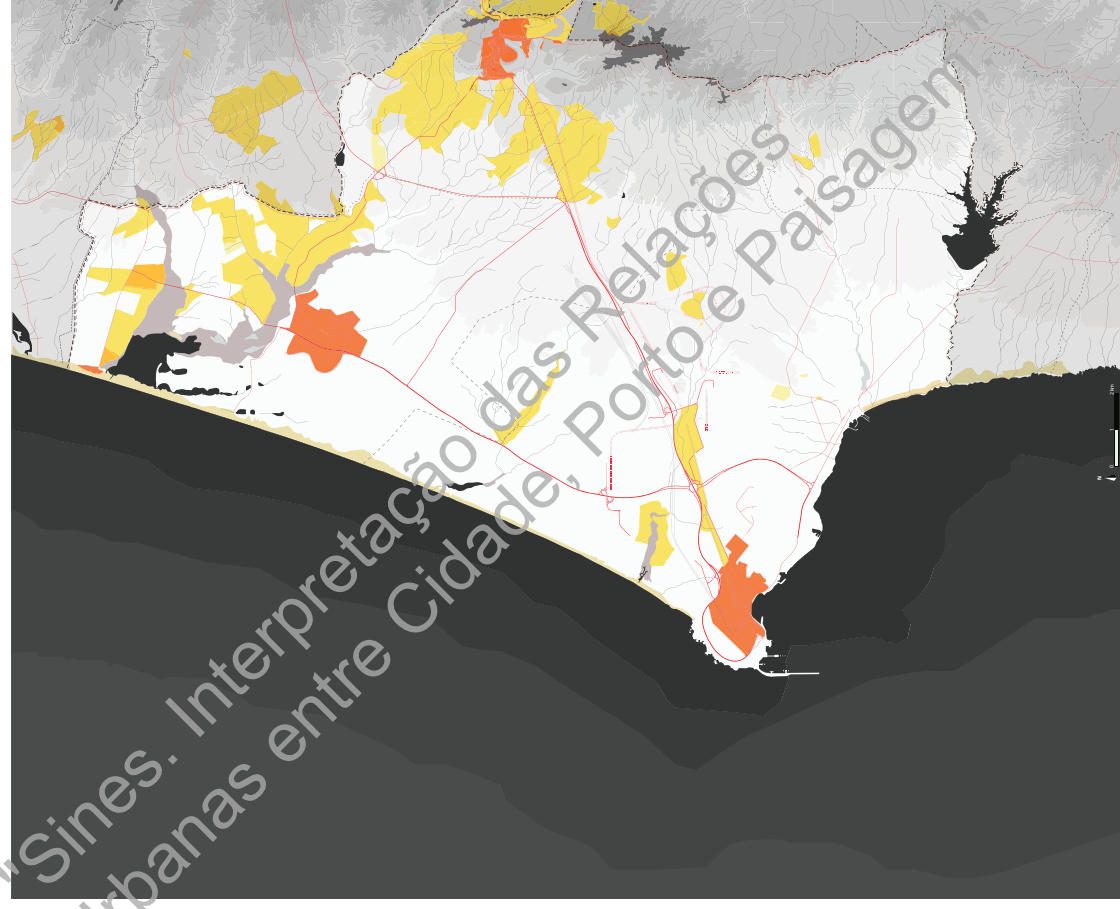 "Sines. Interpretação das Relações
Urbanas entre Cidade, Porto e Paisagem